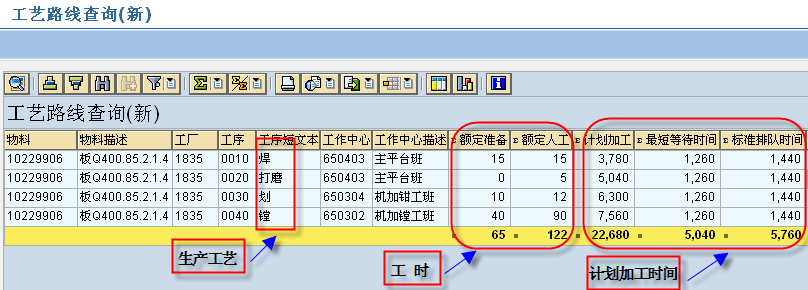 工艺路线查询(新)
工艺路线查询(新)
物料 物料描述 工厂 工序 工序短文本 工作中心 工作中心描述 Σ 额定准备 Σ 额定人工 Σ 计划加工 Σ 最短等待时间 Σ 标准排队时间
10229906 板Q400.85.2.1.4 1835 0010 焊 650403 主平台班 15 15 3,780 1,260 1,440
10229906 板Q400.85.2.1.4 1835 0020 打磨 650403 主平台班 0 5 5,040 1,260 1,440
10229906 板Q400.85.2.1.4 1835 0030 划 650304 机加钳工班 10 12 6,300 1,260 1,440
10229906 板Q400.85.2.1.4 1835 0040 镗 650302 机加镗工班 40 90 7,560 1,260 1,440
65 122 22,680 5,040 5,760
生产工艺
工 时
计划加工时间